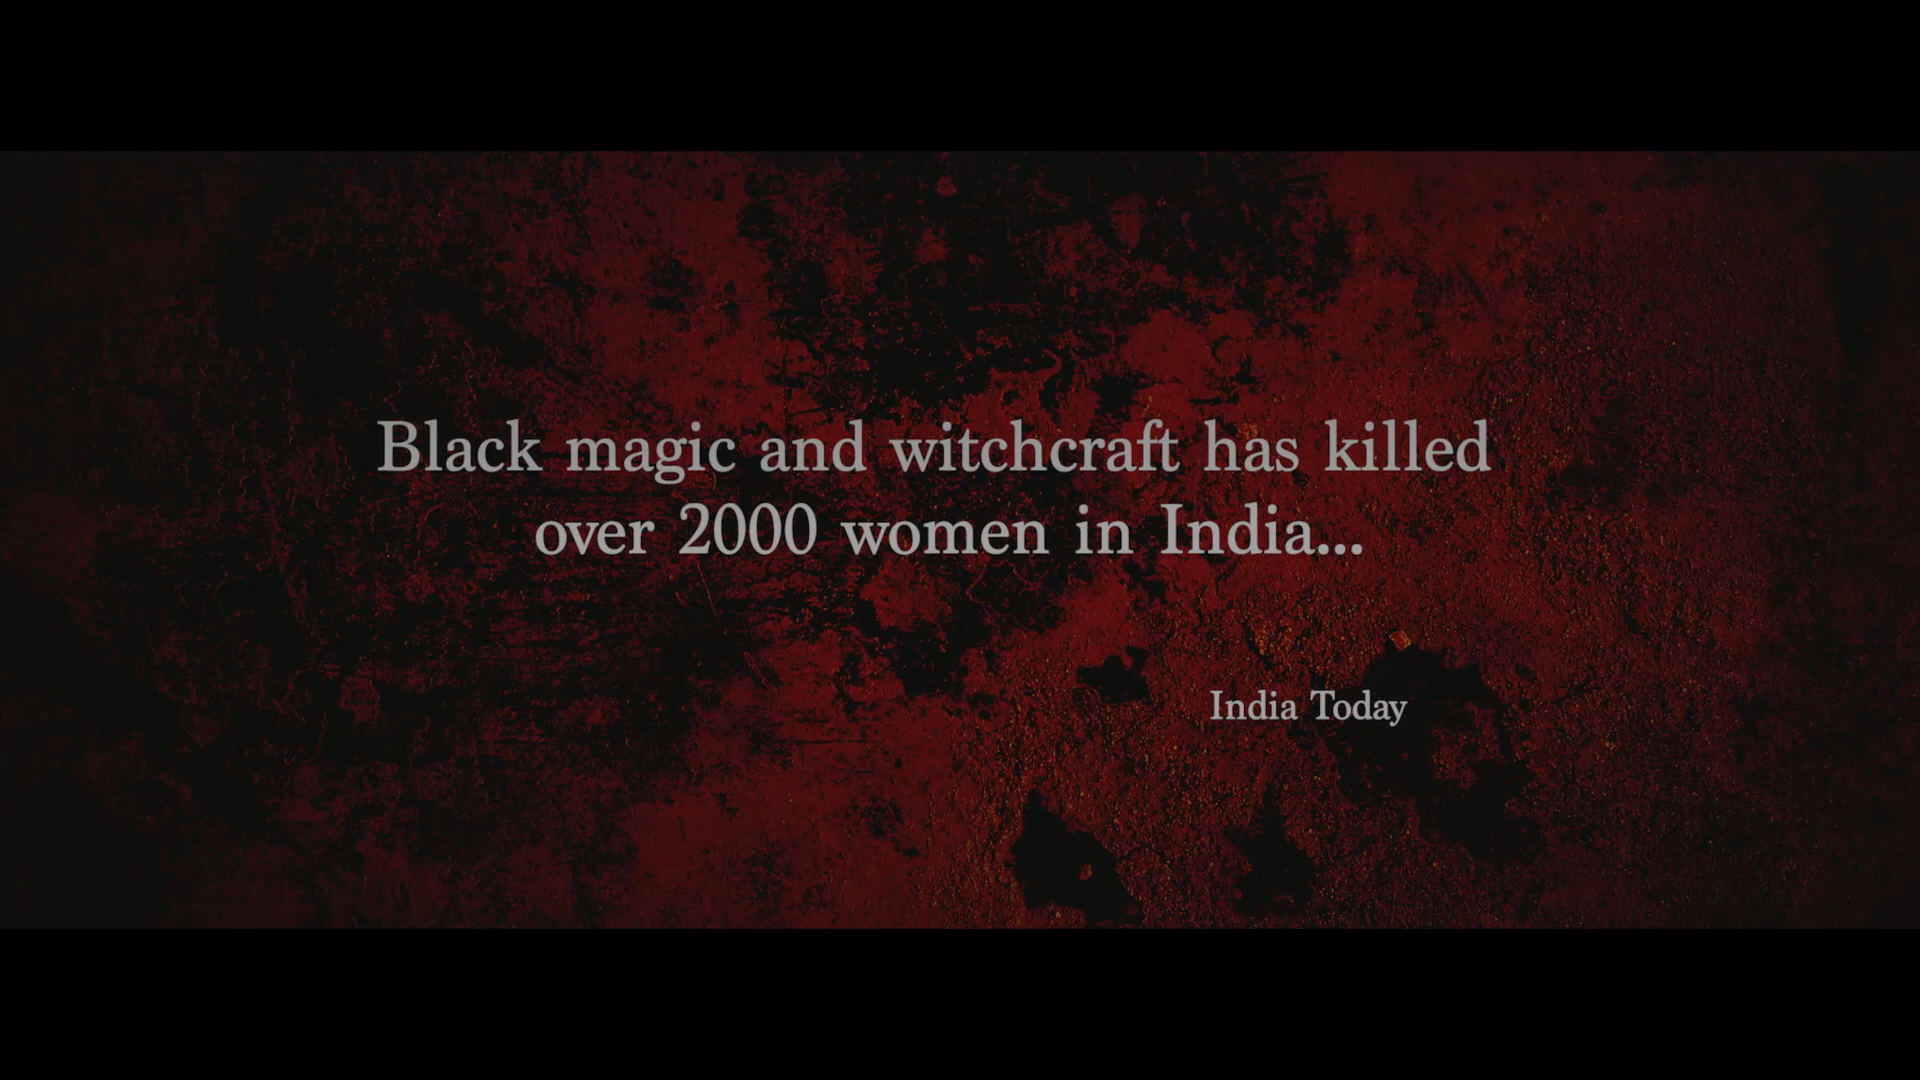 Black magic and witchcraft has killed
over 2000 women in India...
India Today